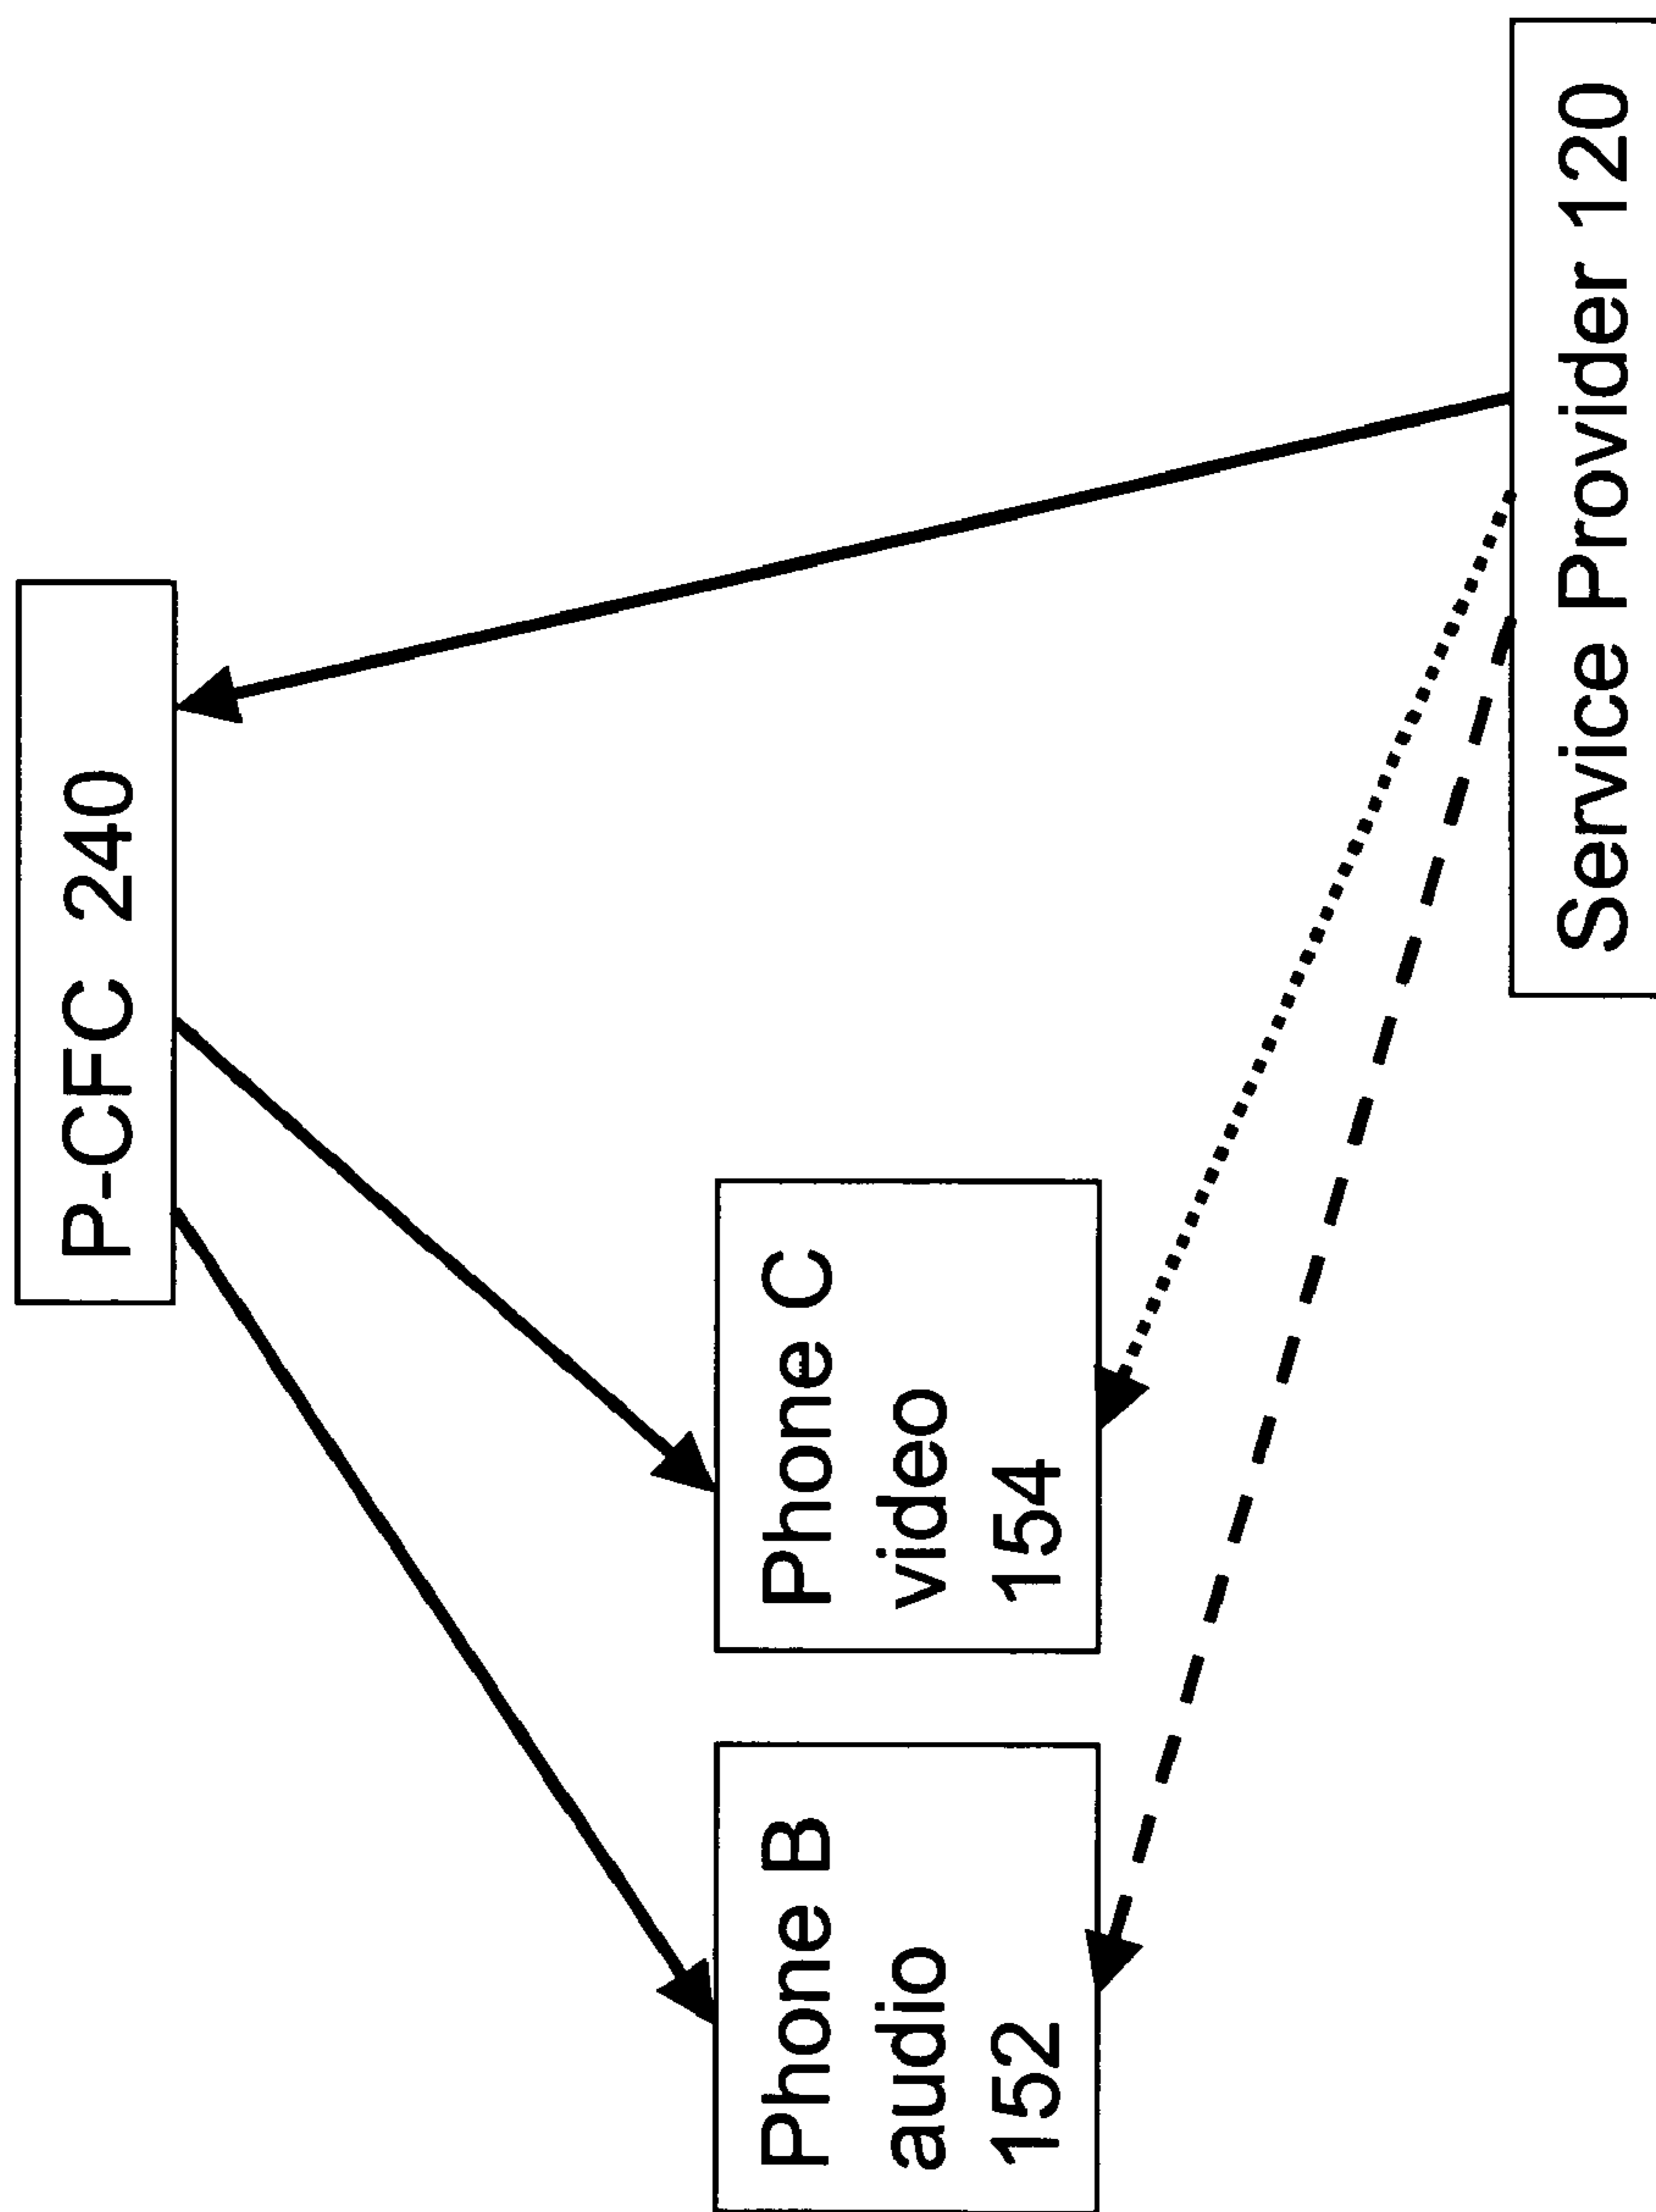 P-CFC 240
Phone B
audio
152
Phone C
video
154
Service Provider 120